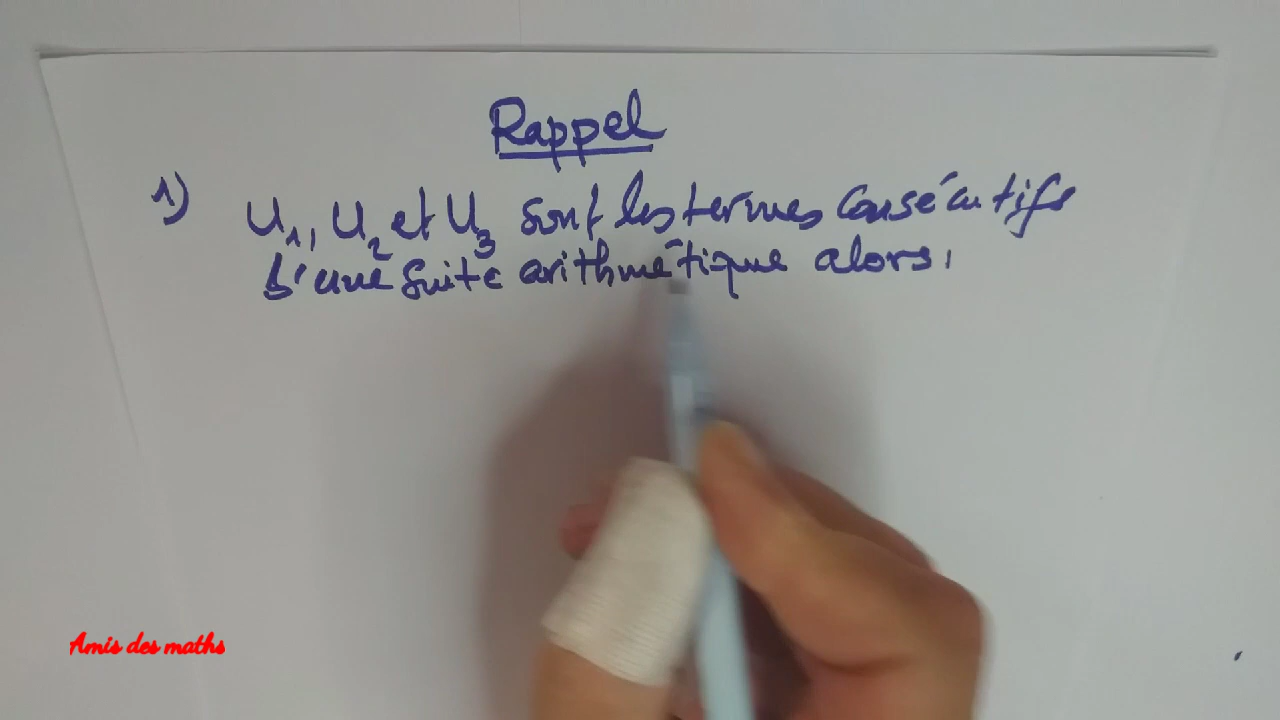 Rappel
1) U1, U2 et U3 sont les termes consécutifs
d'une suite arithmétique alors,
Amis des maths